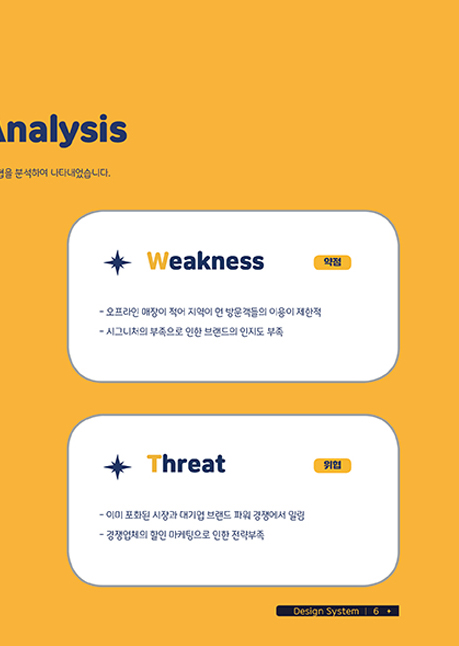 Analysis
협을 분석하여 나타내었습니다.
Weakness
약점
- 오프라인 매장이 적어 지역이 먼 방문객들의 이용이 제한적
- 시그니처의 부족으로 인한 브랜드의 인지도 부족
Threat
위협
- 이미 포화된 시장과 대기업 브랜드 파워 경쟁에서 밀림
- 경쟁업체의 할인 마케팅으로 인한 전략부족
Design System | 6